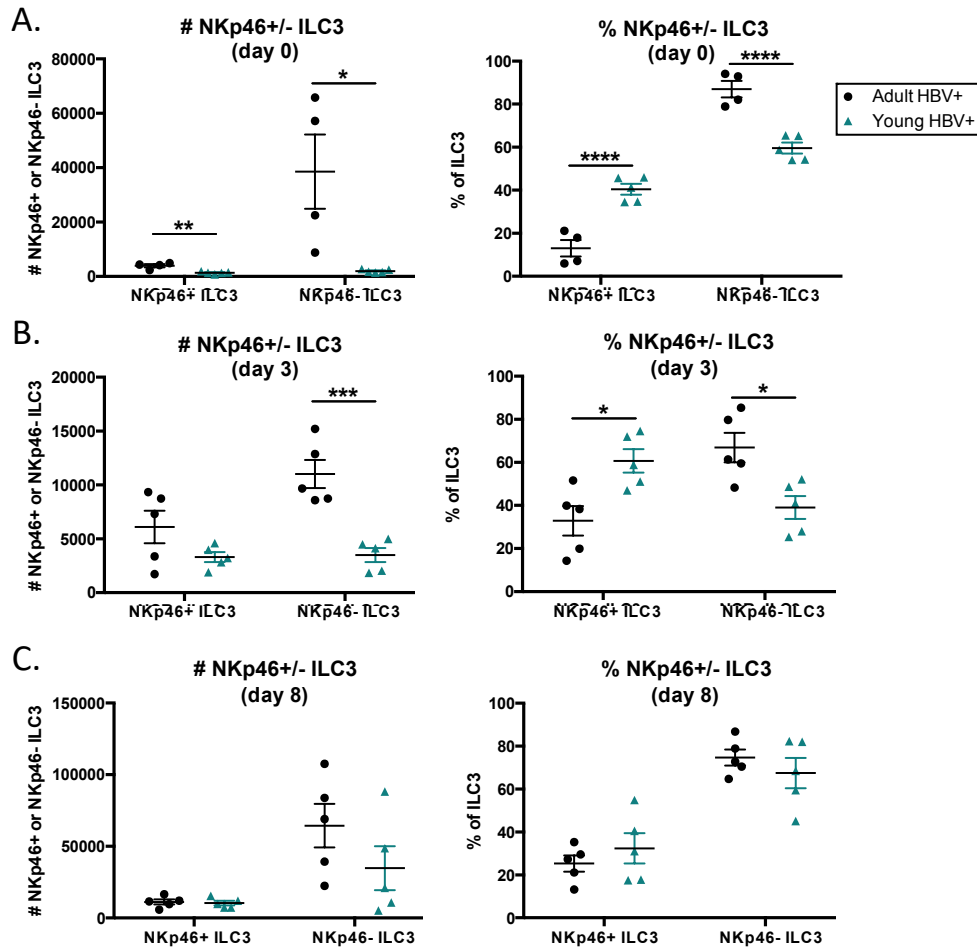 A.
# NKp46+/- ILC3
(day 0)
# NKp46+ or NKp46- ILC3
80000
60000
40000
20000
0
**
*
NKp46+ ILC3
NKp46- ILC3
% NKp46+/- ILC3
(day 0)
% of ILC3
100
80
60
40
20
0
****
****
NKp46+ ILC3
NKp46- ILC3
Adult HBV+
Young HBV+
B.
# NKp46+/- ILC3
(day 3)
# NKp46+ or NKp46- ILC3
20000
15000
10000
5000
0
***
NKp46+ ILC3
NKp46- ILC3
% NKp46+/- ILC3
(day 3)
% of ILC3
100
80
60
40
20
0
*
*
NKp46+ ILC3
NKp46- ILC3
C.
# NKp46+/- ILC3
(day 8)
# NKp46+ or NKp46- ILC3
150000
100000
50000
0
NKp46+ ILC3
NKp46- ILC3
% NKp46+/- ILC3
(day 8)
% of ILC3
100
80
60
40
20
0
NKp46+ ILC3
NKp46- ILC3